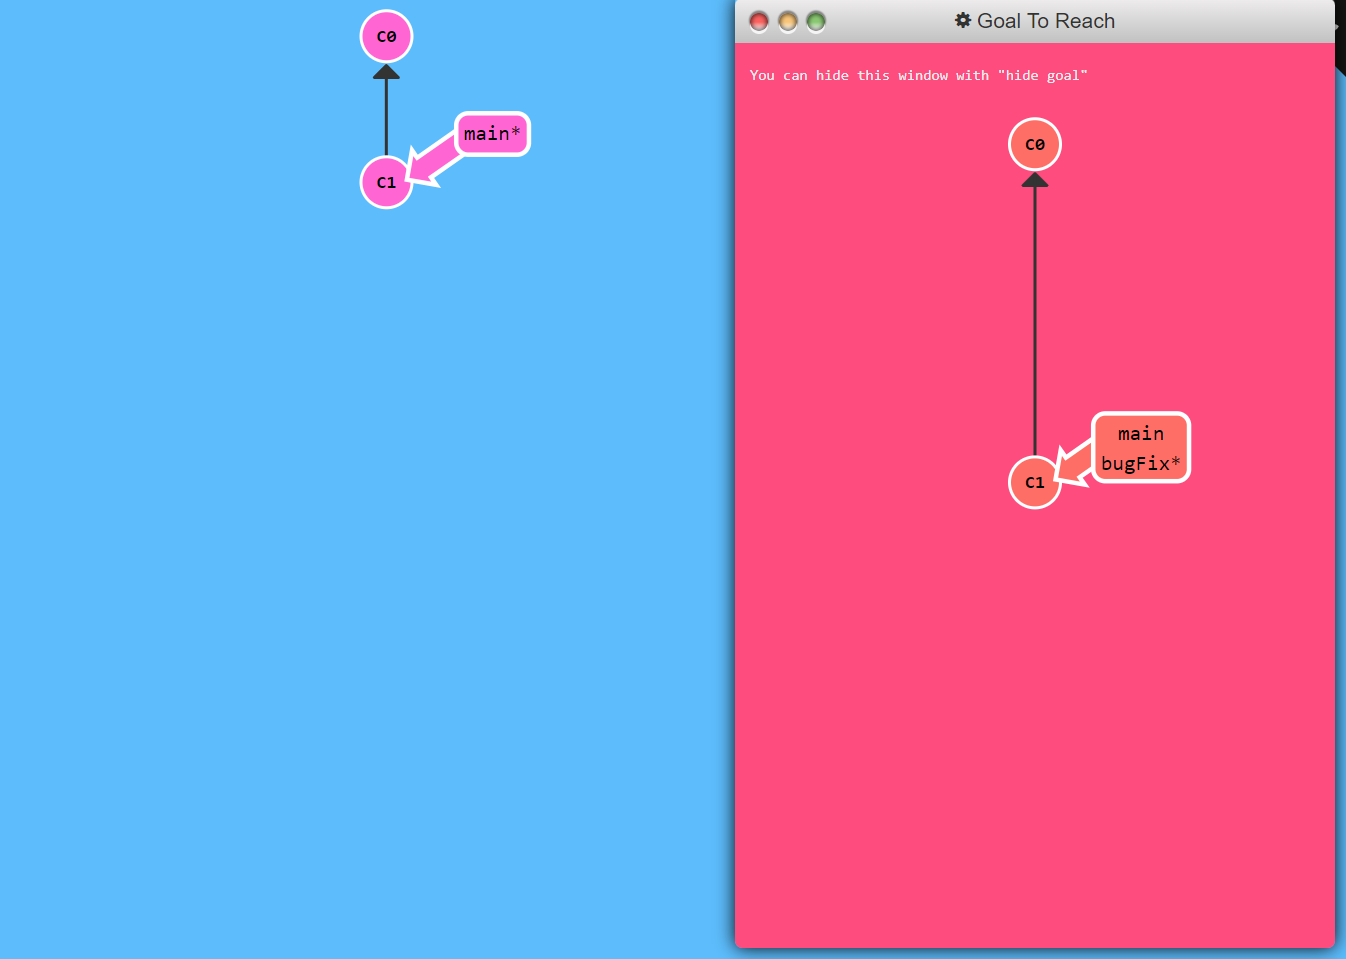 C0
main*
C1
Goal To Reach
You can hide this window with "hide goal"
C0
main
bugFix*
C1